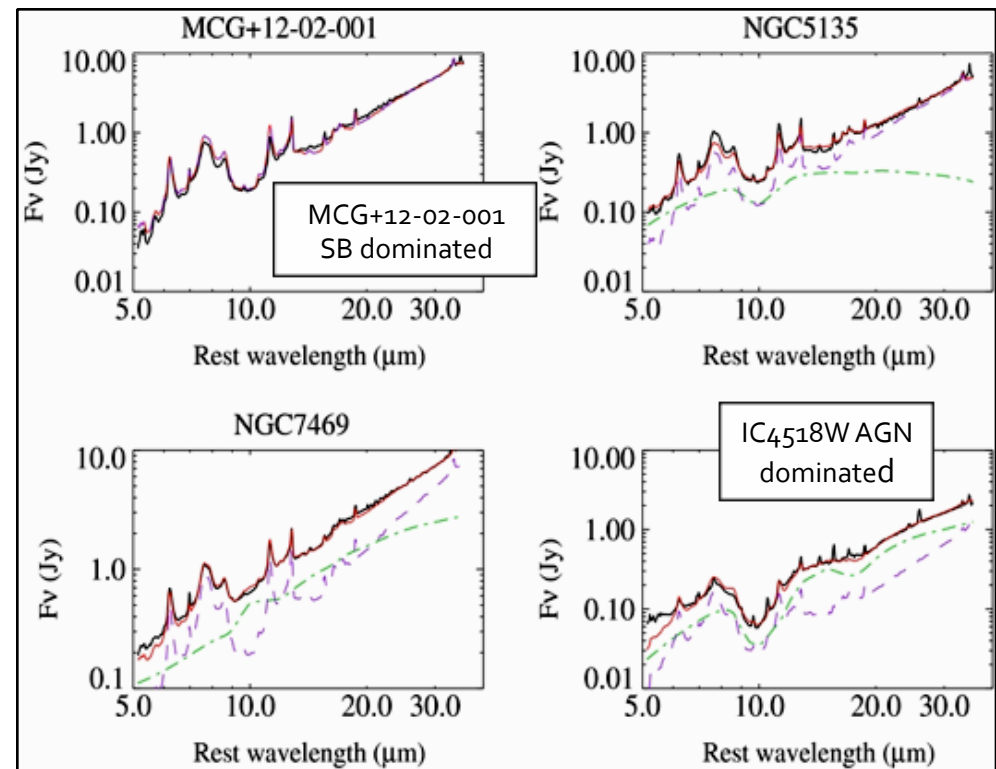 MCG+12-02-001
10.00
1.00
0.10
0.01
Fν (Jy)
5.0 10.0 20.0 30.0
Rest wavelength (μm)
MCG+12-02-001
SB dominated
NGC5135
10.00
1.00
0.10
0.01
Fν (Jy)
5.0 10.0 20.0 30.0
Rest wavelength (μm)
NGC7469
10.0
1.0
0.1
Fν (Jy)
5.0 10.0 20.0 30.0
Rest wavelength (μm)
IC4518W AGN
dominated
10.00
1.00
0.10
0.01
Fν (Jy)
5.0 10.0 20.0 30.0
Rest wavelength (μm)